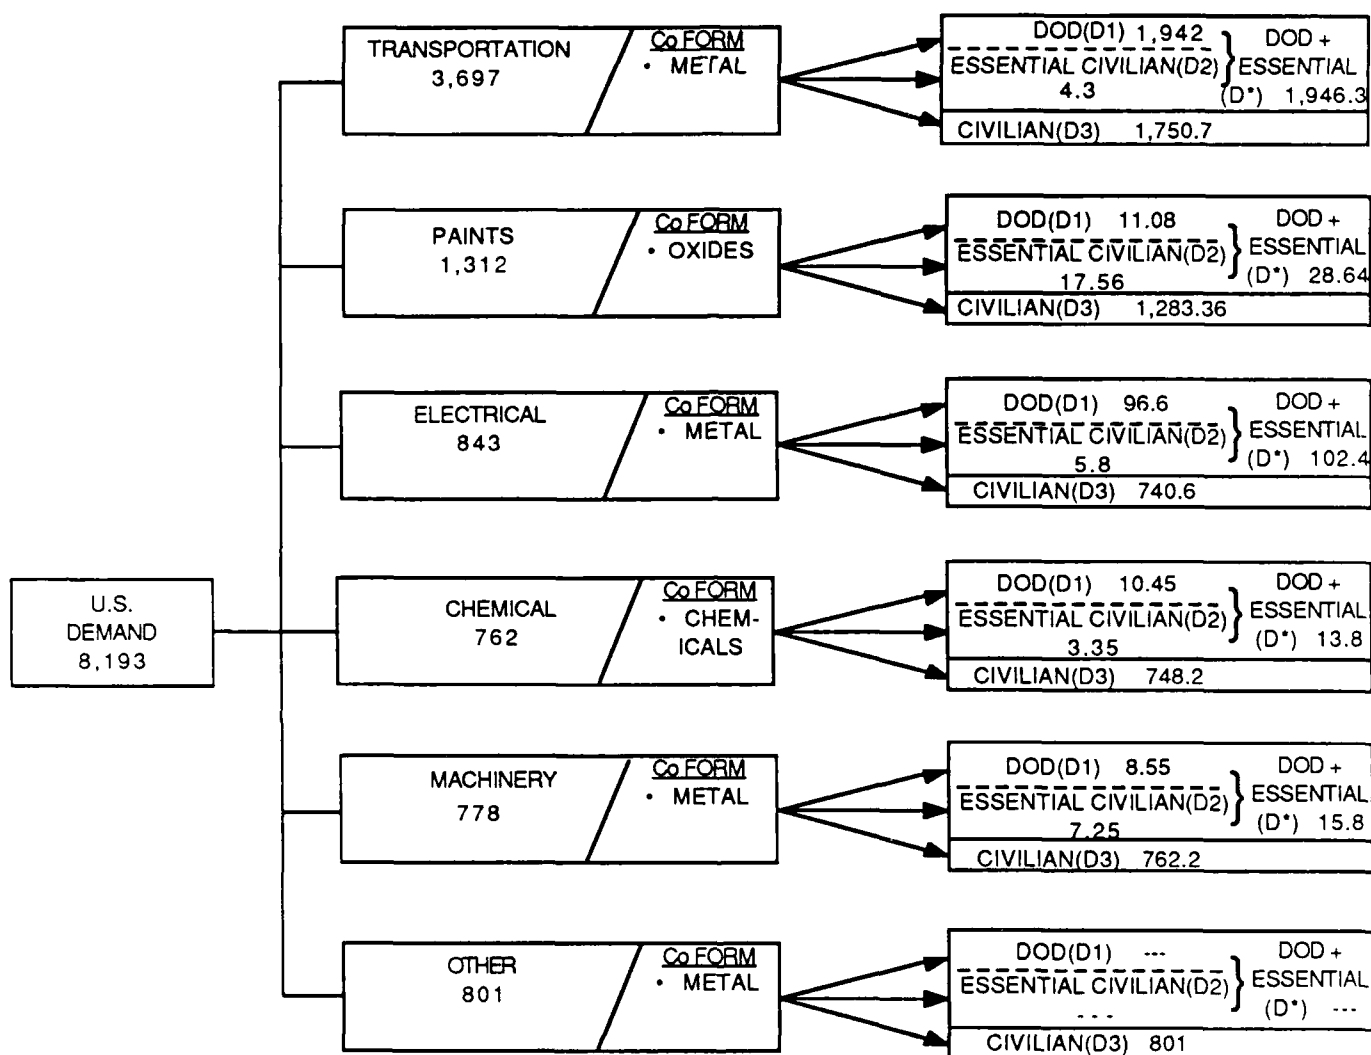 U.S.
DEMAND
8,193
TRANSPORTATION
3,697
Co FORM
• METAL
DOD(D1) 1,942
ESSENTIAL CIVILIAN(D2)
4.3
DOD +
ESSENTIAL
(D*) 1,946.3
CIVILIAN(D3) 1,750.7
PAINTS
1,312
Co FORM
• OXIDES
DOD(D1) 11.08
ESSENTIAL CIVILIAN(D2)
17.56
DOD +
ESSENTIAL
(D*) 28.64
CIVILIAN(D3) 1,283.36
ELECTRICAL
843
Co FORM
• METAL
DOD(D1) 96.6
ESSENTIAL CIVILIAN(D2)
5.8
DOD +
ESSENTIAL
(D*) 102.4
CIVILIAN(D3) 740.6
CHEMICAL
762
Co FORM
• CHEM-
ICALS
DOD(D1) 10.45
ESSENTIAL CIVILIAN(D2)
3.35
DOD +
ESSENTIAL
(D*) 13.8
CIVILIAN(D3) 748.2
MACHINERY
778
Co FORM
• METAL
DOD(D1) 8.55
ESSENTIAL CIVILIAN(D2)
7.25
DOD +
ESSENTIAL
(D*) 15.8
CIVILIAN(D3) 762.2
OTHER
801
Co FORM
• METAL
DOD(D1) ---
ESSENTIAL CIVILIAN(D2)
---
DOD +
ESSENTIAL
(D*) ---
CIVILIAN(D3) 801